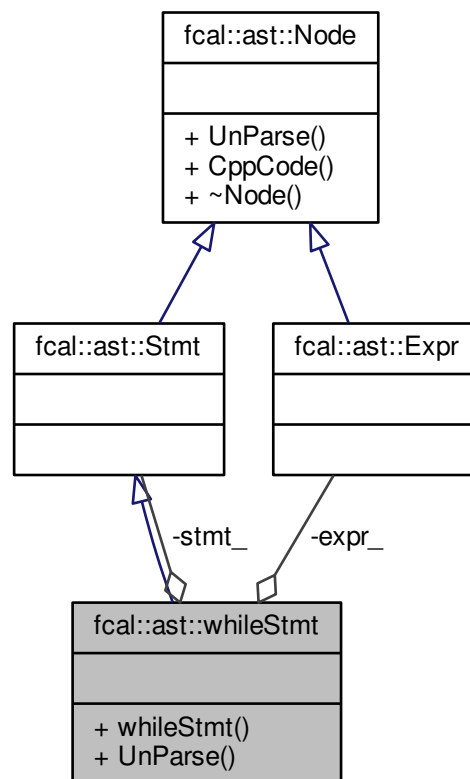 fcal::ast::Node
+ UnParse()
+ CppCode()
+ ~Node()
fcal::ast::Stmt
fcal::ast::Expr
-stmt_
-expr_
fcal::ast::whileStmt
+ whileStmt()
+ UnParse()